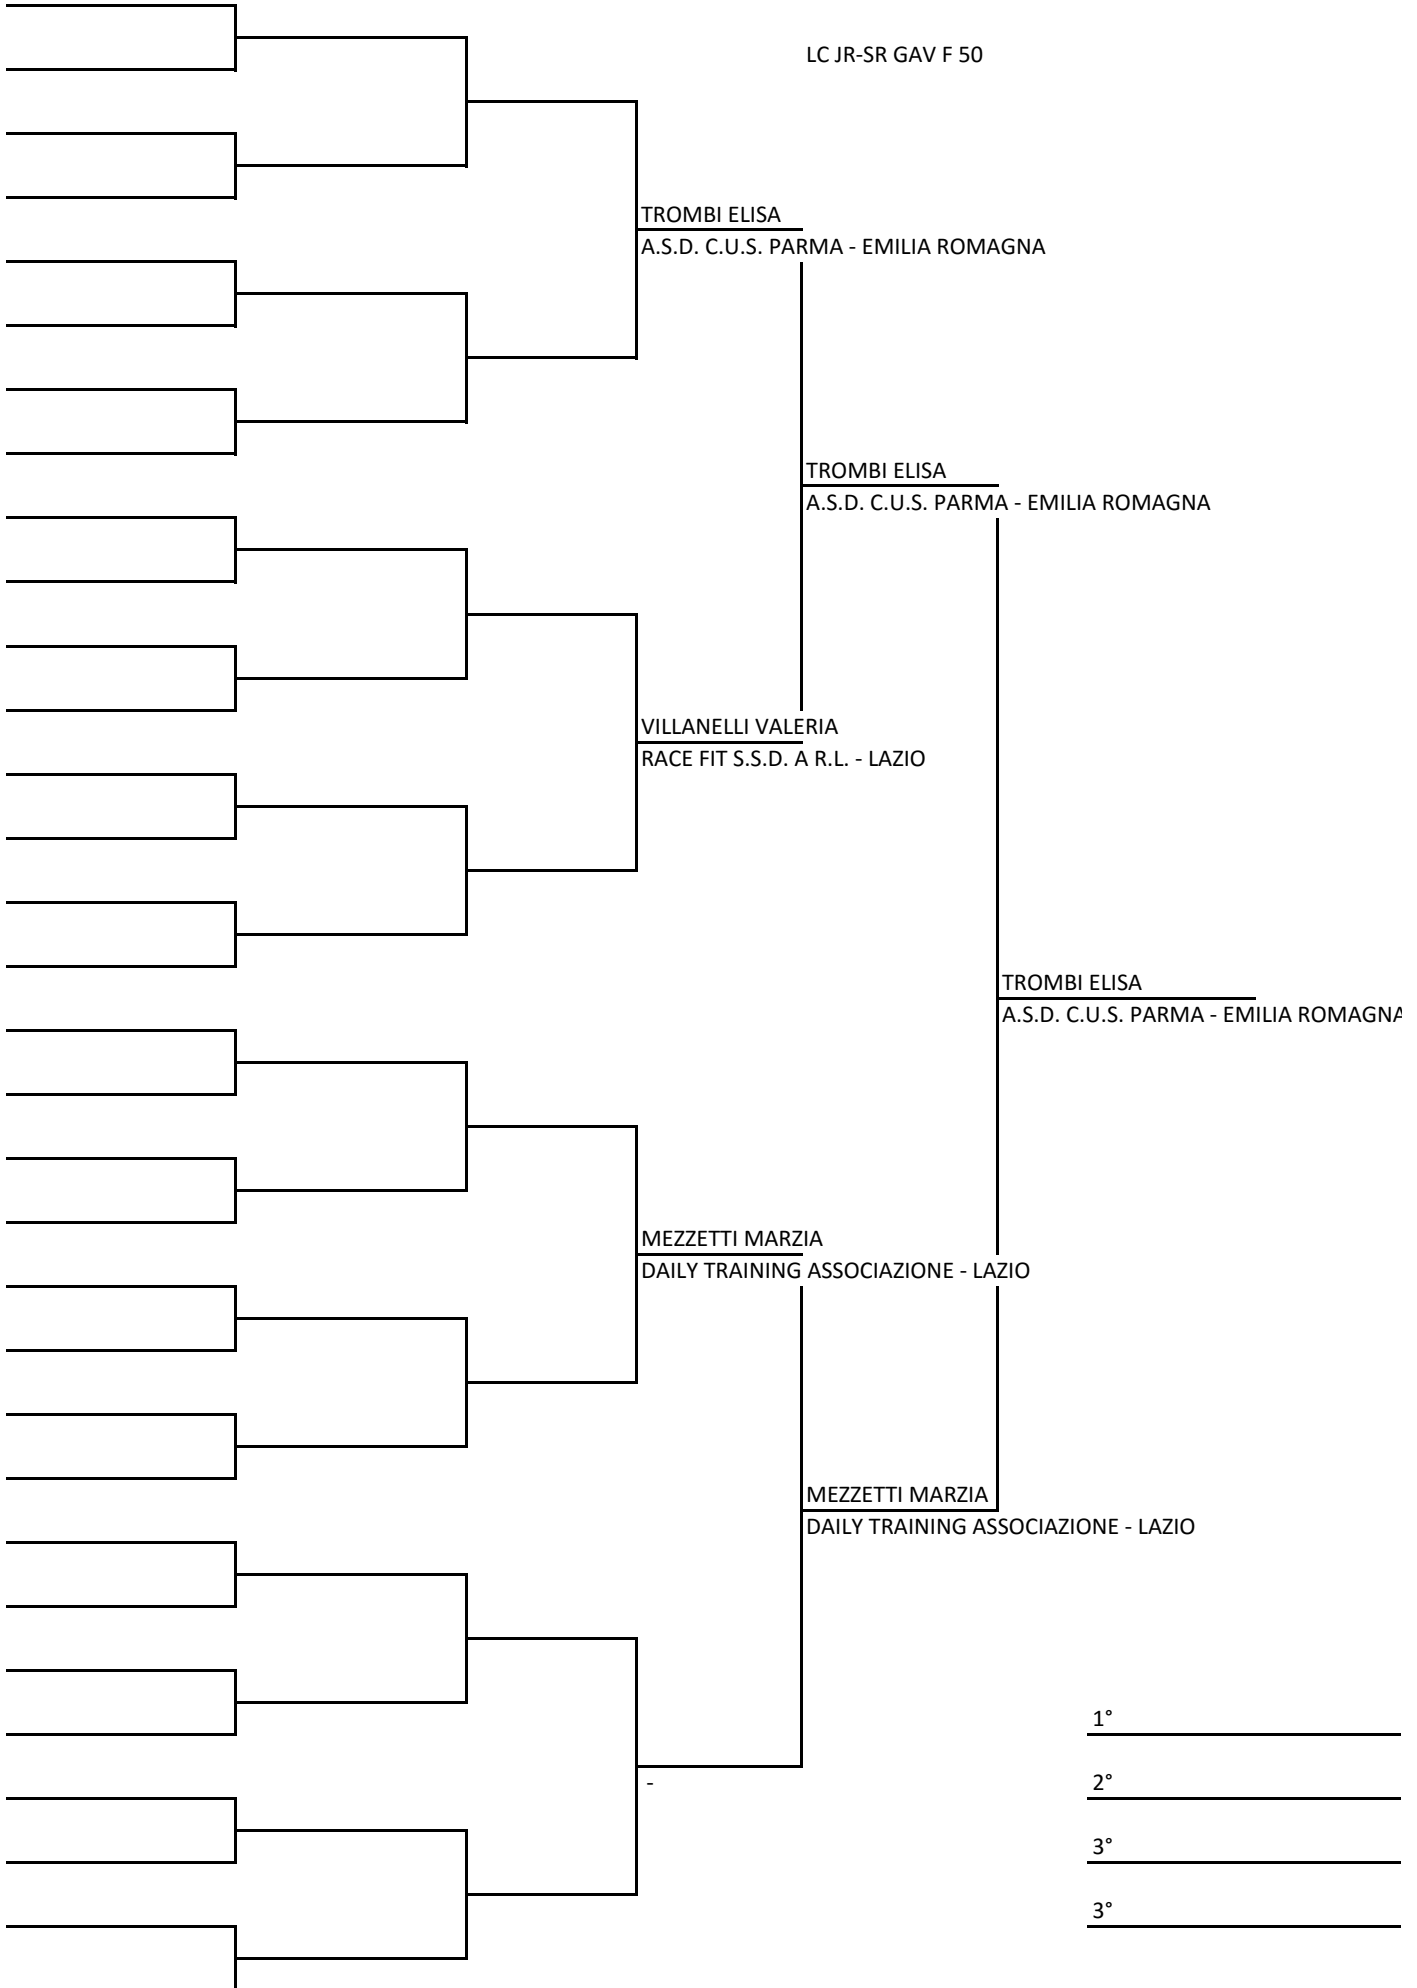 LC JR-SR GAV F 50
TROMBI ELISA
A.S.D. C.U.S. PARMA - EMILIA ROMAGNA
TROMBI ELISA
A.S.D. C.U.S. PARMA - EMILIA ROMAGNA
VILLANELLI VALERIA
RACE FIT S.S.D. A R.L. - LAZIO
TROMBI ELISA
A.S.D. C.U.S. PARMA - EMILIA ROMAGNA
MEZZETTI MARZIA
DAILY TRAINING ASSOCIAZIONE - LAZIO
MEZZETTI MARZIA
DAILY TRAINING ASSOCIAZIONE - LAZIO
1°
-
2°
3°
3°